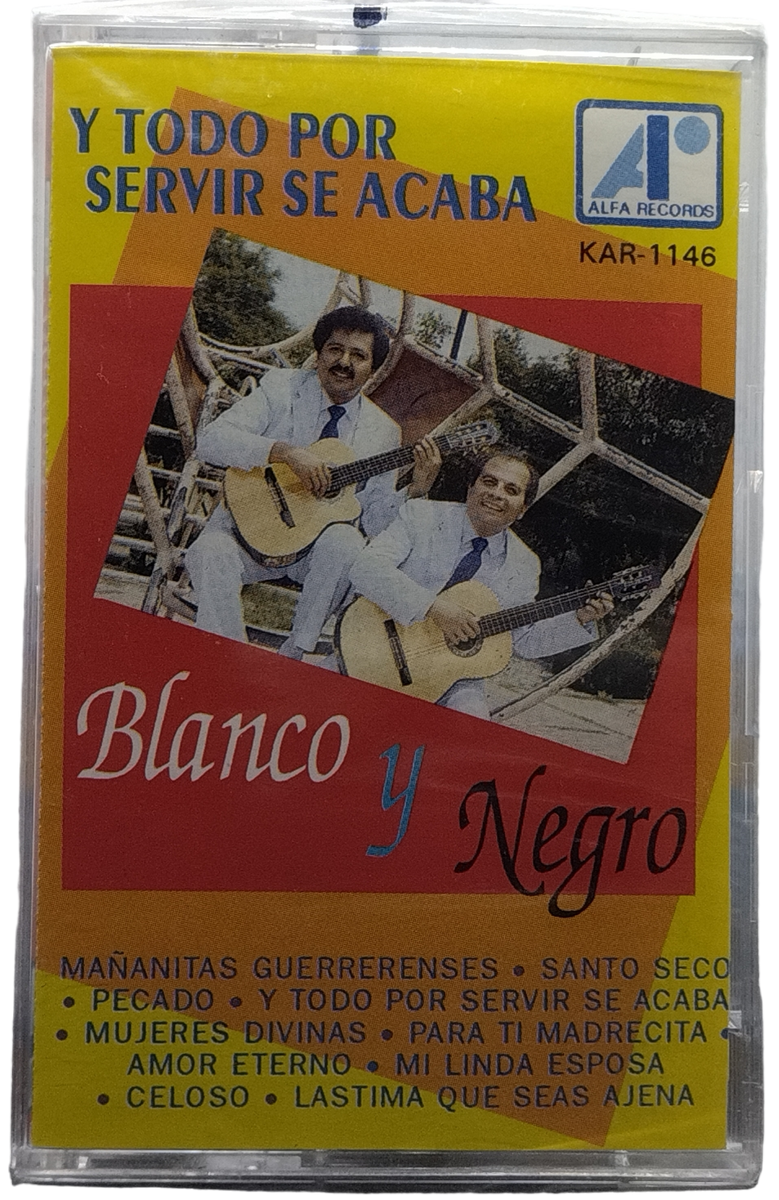 Y TODO POR
SERVIR SE ACABA
ALFA RECORDS
KAR-1146
Blanco
y
Negro
MAÑANITAS GUERRERENSES • SANTO SECO
• PECADO • Y TODO POR SERVIR SE ACABA
• MUJERES DIVINAS • PARA TI MADRECITA •
AMOR ETERNO • MI LINDA ESPOSA
• CELOSO • LASTIMA QUE SEAS AJENA